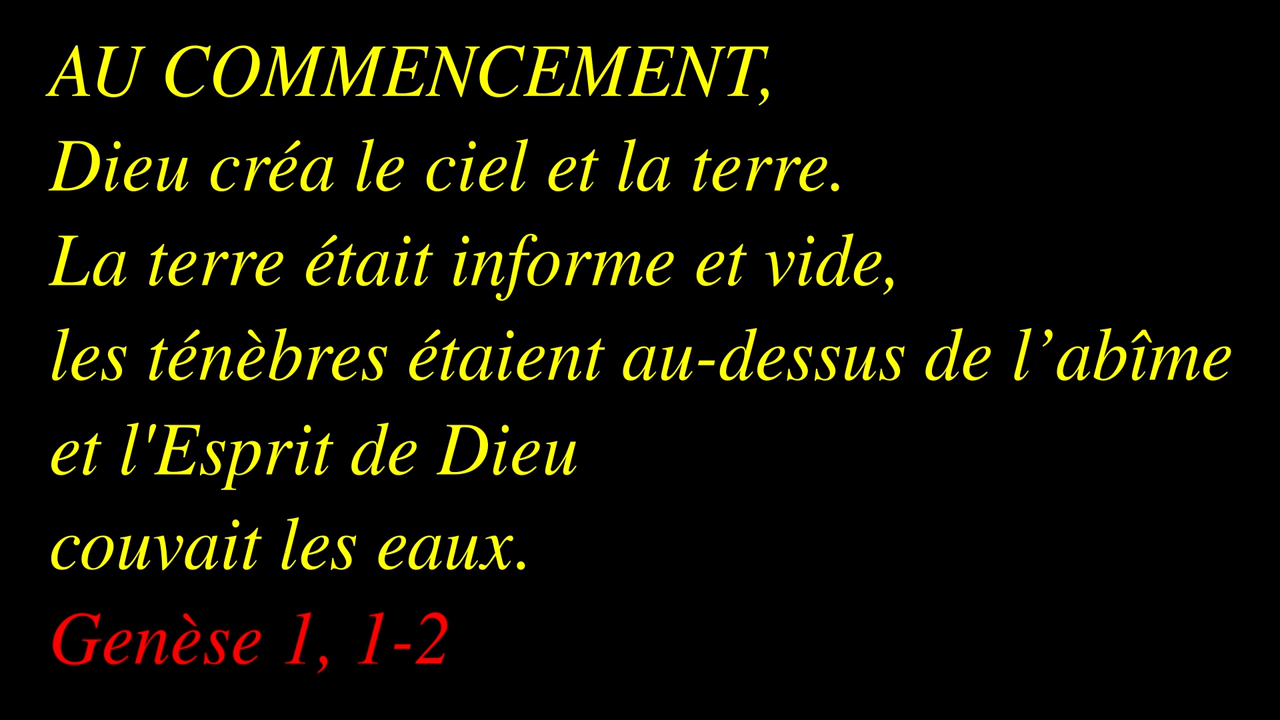 AU COMMENCEMENT,
Dieu créa le ciel et la terre.
La terre était informe et vide,
les ténèbres étaient au-dessus de l’abîme
et l'Esprit de Dieu
couvait les eaux.
Genèse 1, 1-2